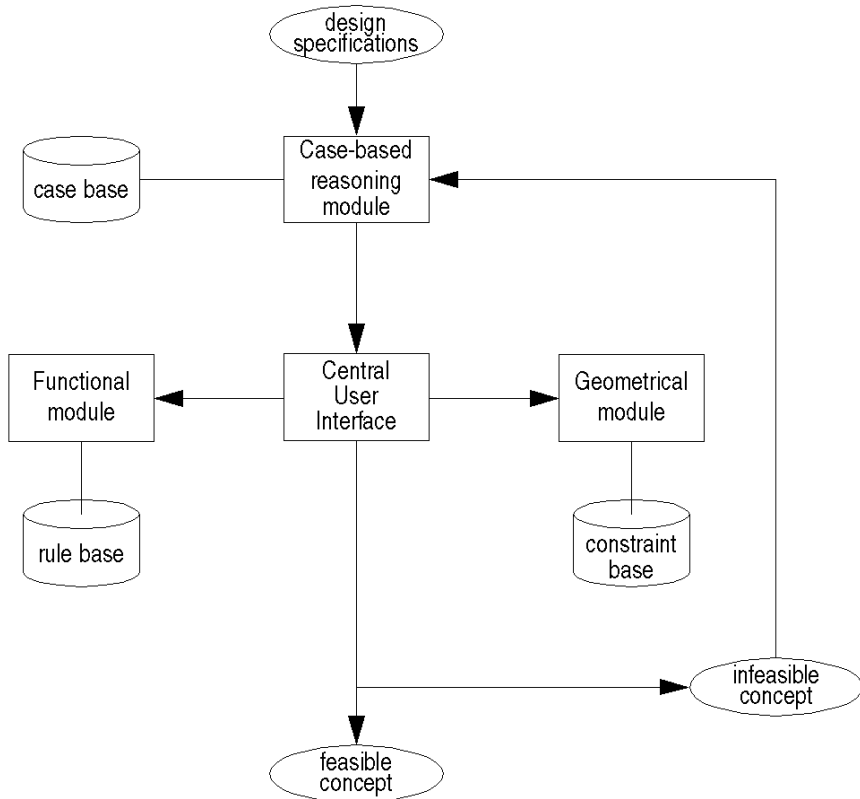 design
specifications
Case-based
reasoning
module
case base
Functional
module
Central
User
Interface
Geometrical
module
rule base
constraint
base
infeasible
concept
feasible
concept